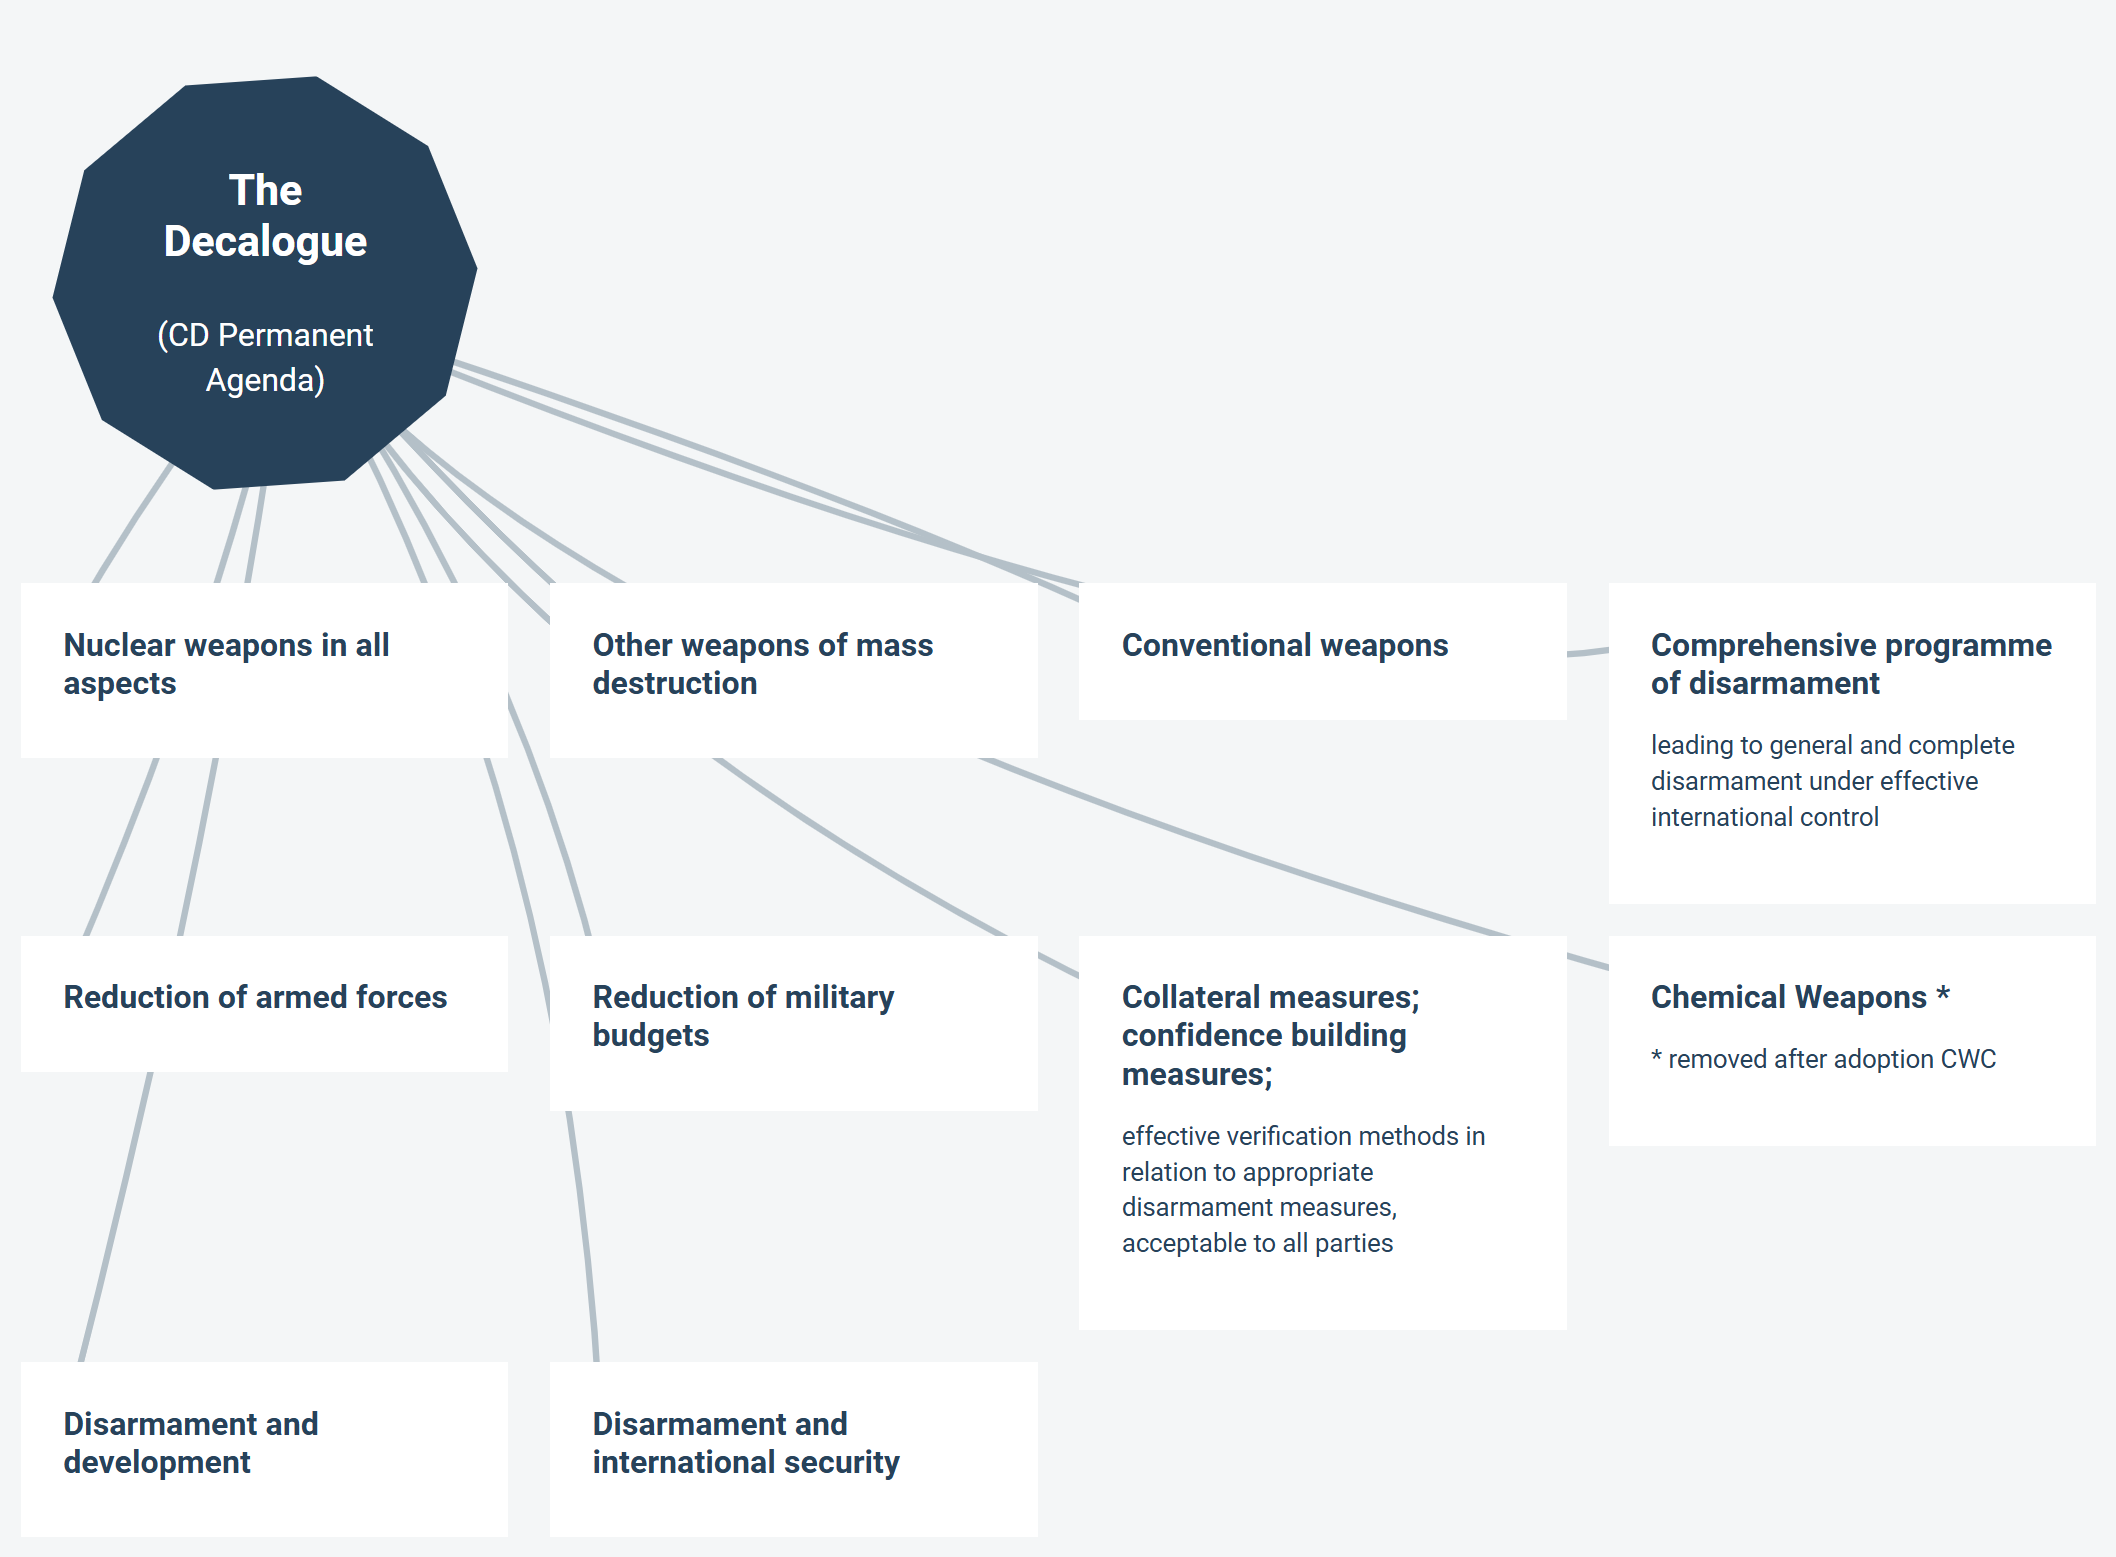 The
Decalogue
(CD Permanent
Agenda)
Nuclear weapons in all
aspects
Other weapons of mass
destruction
Conventional weapons
Comprehensive programme
of disarmament
leading to general and complete
disarmament under effective
international control
Reduction of armed forces
Reduction of military
budgets
Collateral measures;
confidence building
measures;
effective verification methods in
relation to appropriate
disarmament measures,
acceptable to all parties
Chemical Weapons *
* removed after adoption CWC
Disarmament and
development
Disarmament and
international security